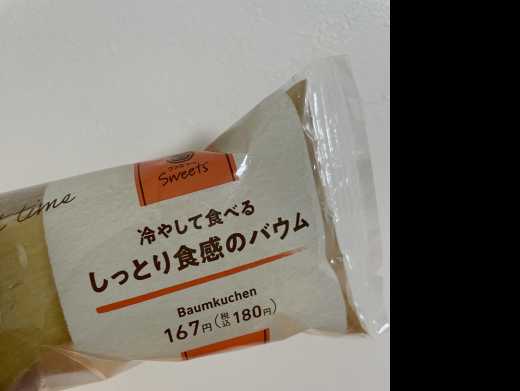 Sweets
time
冷やして食べる
しっとり食感のバウム
Baumkuchen
167円(税込180円)